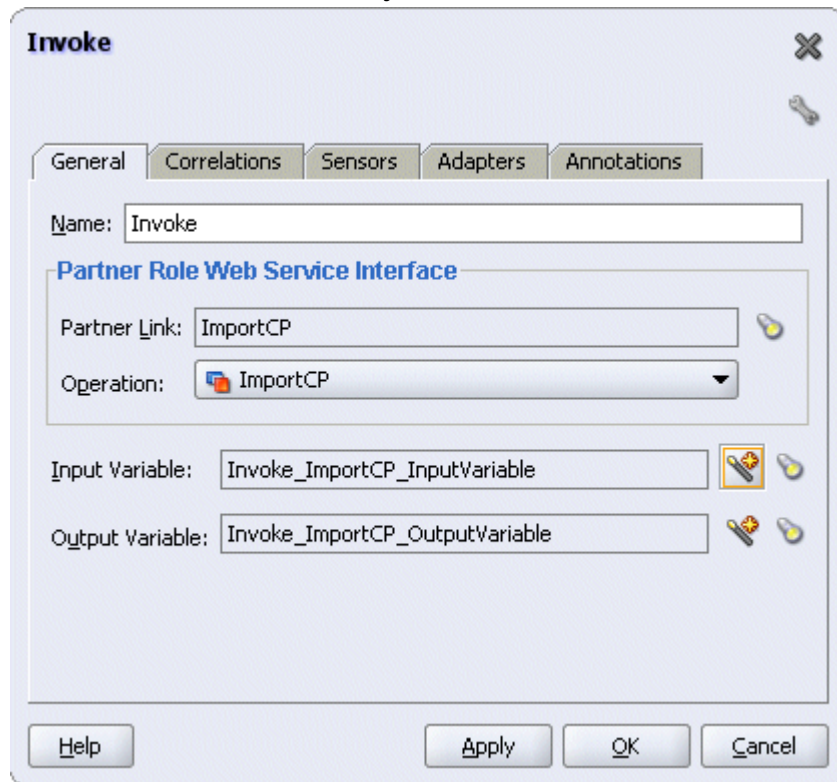 Invoke
General Correlations Sensors Adapters Annotations
Name: Invoke
Partner Role Web Service Interface
Partner Link: ImportCP
Operation: ImportCP
Input Variable: Invoke_ImportCP_InputVariable
Output Variable: Invoke_ImportCP_OutputVariable
Help Apply OK Cancel